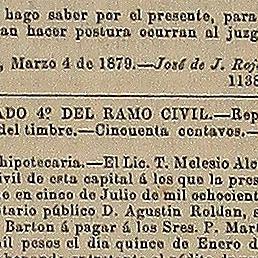 hago saber por el presente, para
an hacer postura ocurran al juzg
, Marzo 4 de 1879.—José de J. Roj
1138
ADO 4º DEL RAMO CIVIL.—Rep
del timbre.—Cincuenta centavos.—
hipotecaria.—El Lic. T. Melesio Alc
ivil de esta capital á los que la pres
e en cinco de Julio de mil ochocient
tario público D. Agustin Roldan, s
Barton á pagar á los Sres. P. Mart
mil pesos el dia quince de Enero d